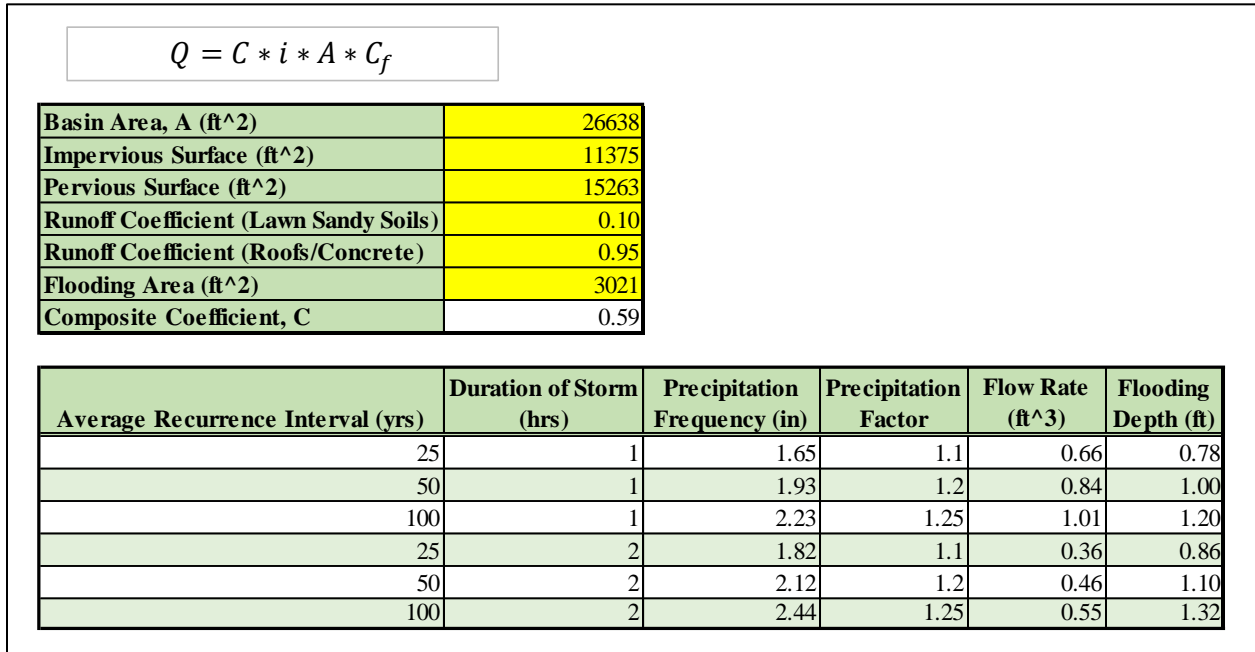 Q = C * i * A * C_f
Basin Area, A (ft^2) 26638
Impervious Surface (ft^2) 11375
Pervious Surface (ft^2) 15263
Runoff Coefficient (Lawn Sandy Soils) 0.10
Runoff Coefficient (Roofs/Concrete) 0.95
Flooding Area (ft^2) 3021
Composite Coefficient, C 0.59
Average Recurrence Interval (yrs) Duration of Storm (hrs) Precipitation Frequency (in) Precipitation Factor Flow Rate (ft^3) Flooding Depth (ft)
25 1 1.65 1.1 0.66 0.78
50 1 1.93 1.2 0.84 1.00
100 1 2.23 1.25 1.01 1.20
25 2 1.82 1.1 0.36 0.86
50 2 2.12 1.2 0.46 1.10
100 2 2.44 1.25 0.55 1.32